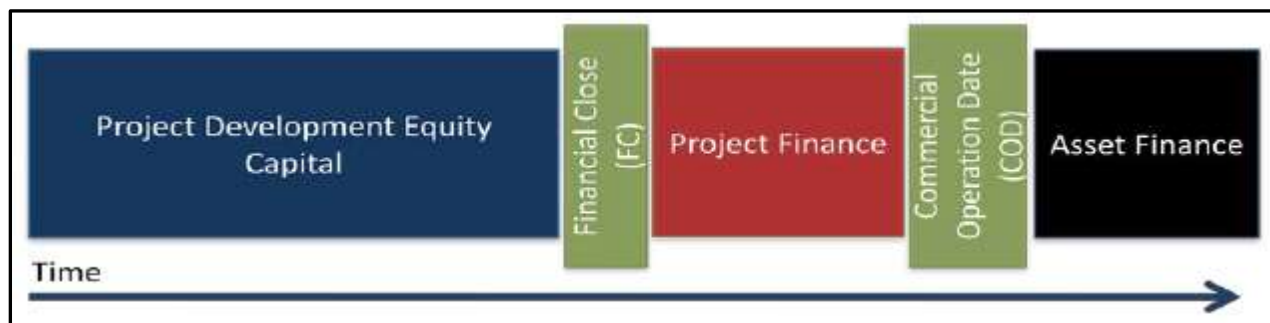 Project Development Equity
Capital
Financial Close
(FC)
Project Finance
Commercial
Operation Date
(COD)
Asset Finance
Time